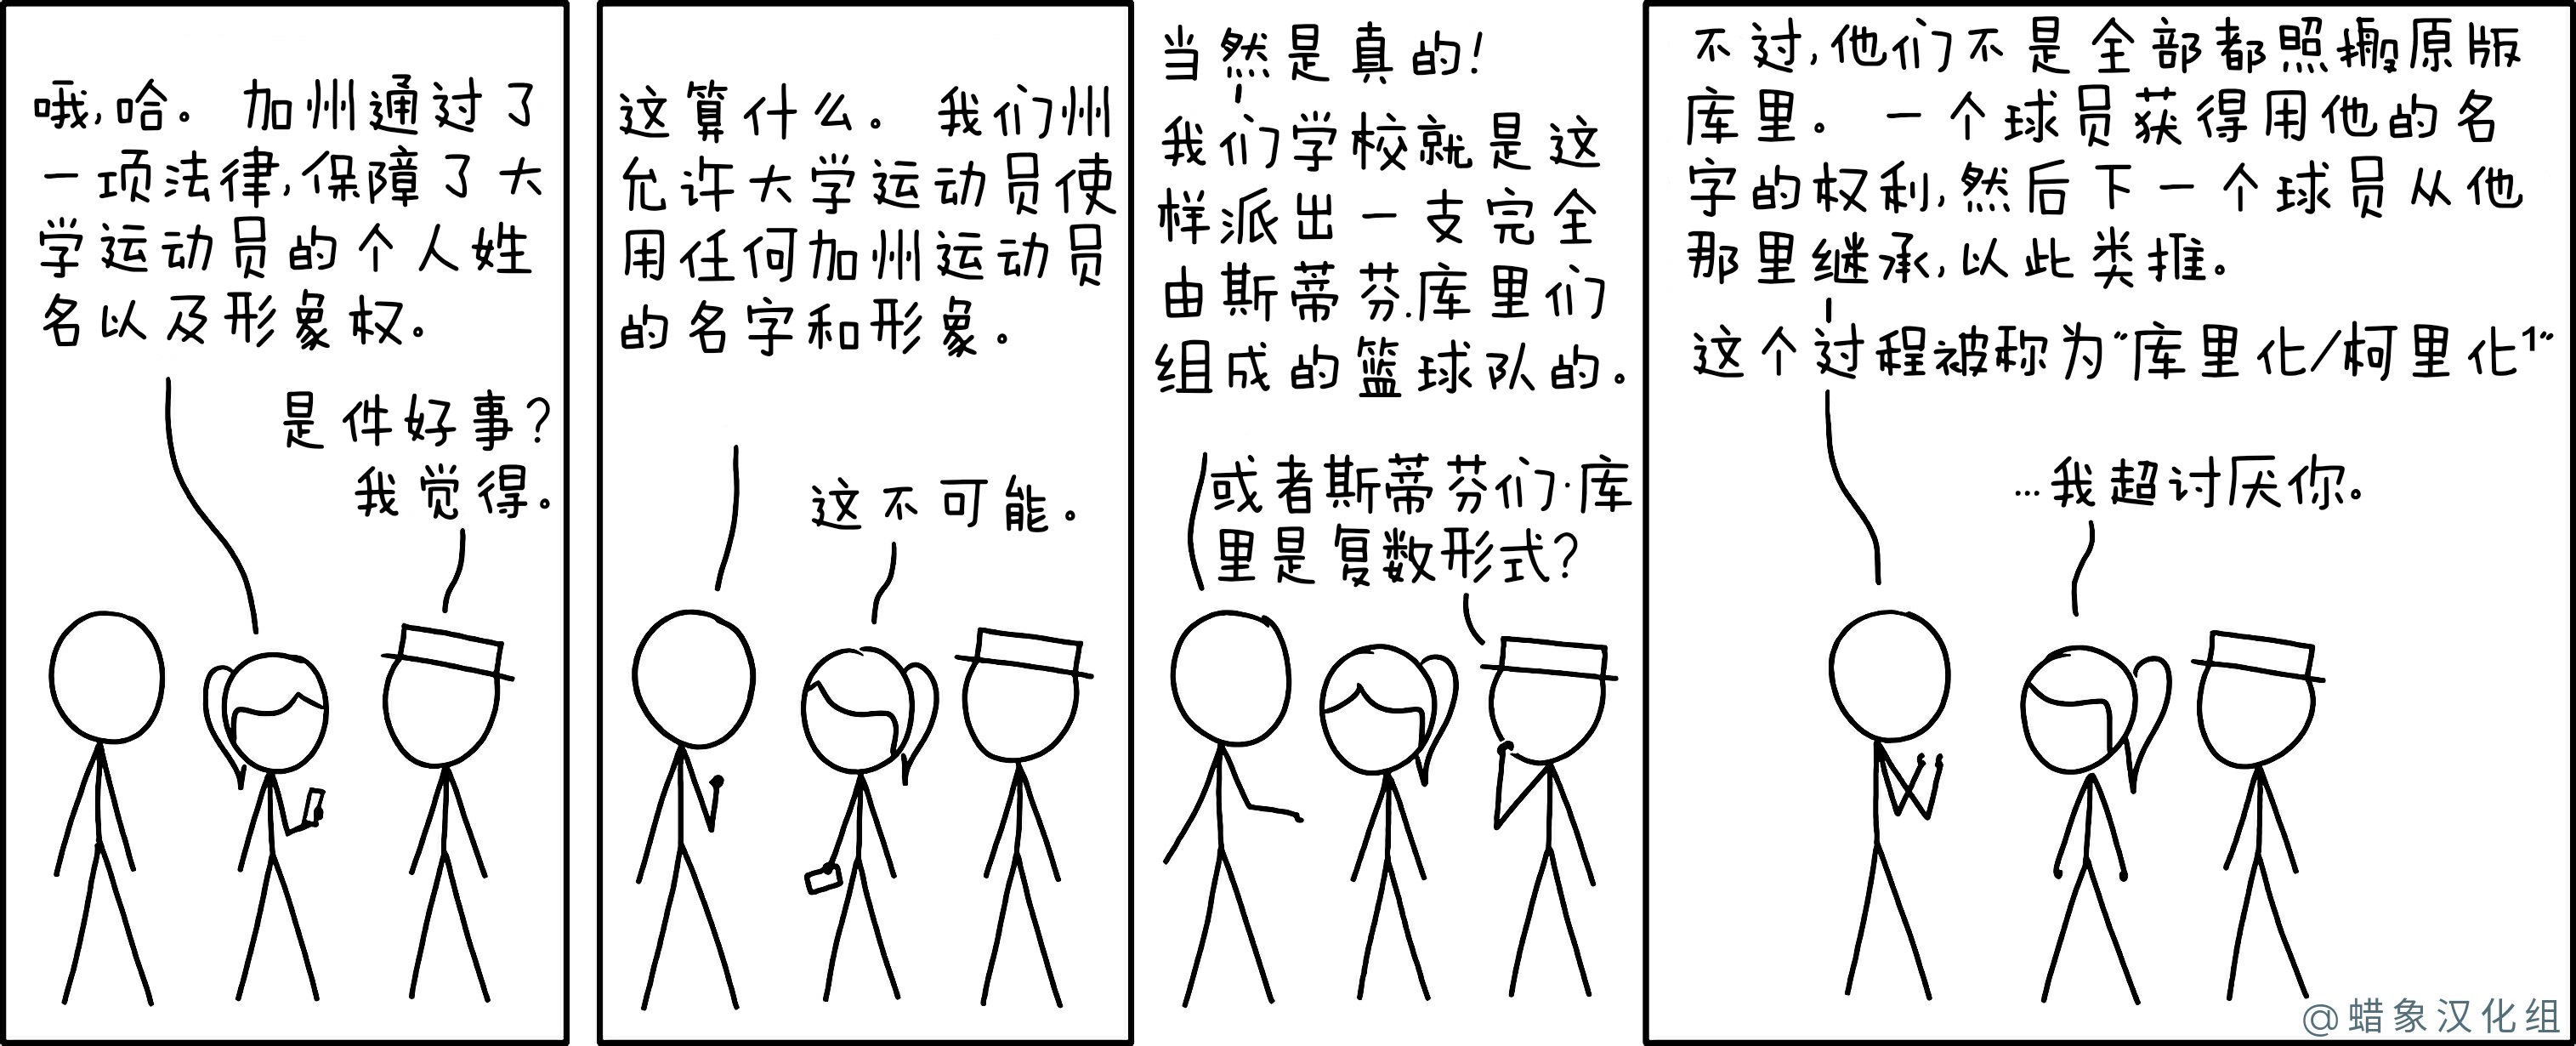 哦,哈。 加州通过了
一项法律,保障了大
学运动员的个人姓
名以及形象权。
是件好事?
我觉得。
这算什么。 我们州
允许大学运动员使
用任何加州运动员
的名字和形象。
这不可能。
当然是真的!
我们学校就是这
样派出一支完全
由斯蒂芬.库里们
组成的篮球队的。
或者斯蒂芬们·库
里是复数形式?
不过,他们不是全部都照搬原版
库里。 一个球员获得用他的名
字的权利,然后下一个球员从他
那里继承,以此类推。
这个过程被称为“库里化/柯里化¹”
...我超讨厌你。
@蜡象汉化组